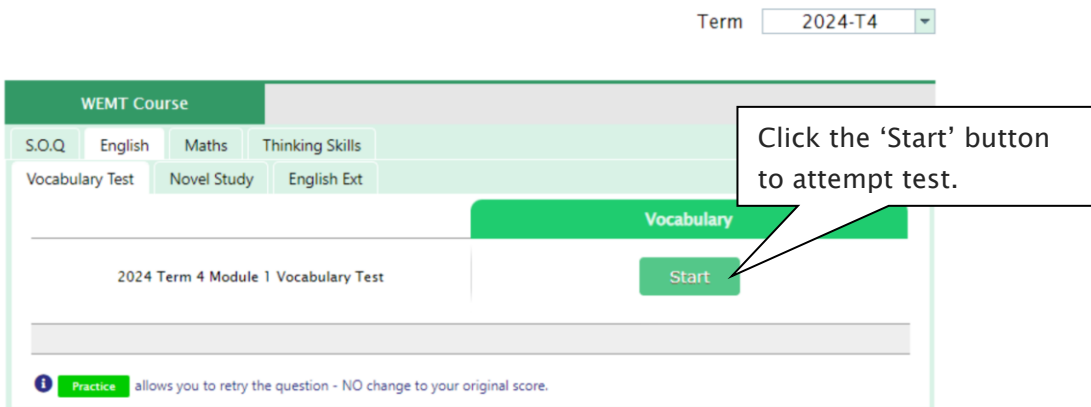 Term 2024-T4
WEMT Course
Click the ‘Start’ button
to attempt test.
S.O.Q English Maths Thinking Skills
Vocabulary Test Novel Study English Ext
Vocabulary
2024 Term 4 Module 1 Vocabulary Test Start
Practice allows you to retry the question - NO change to your original score.